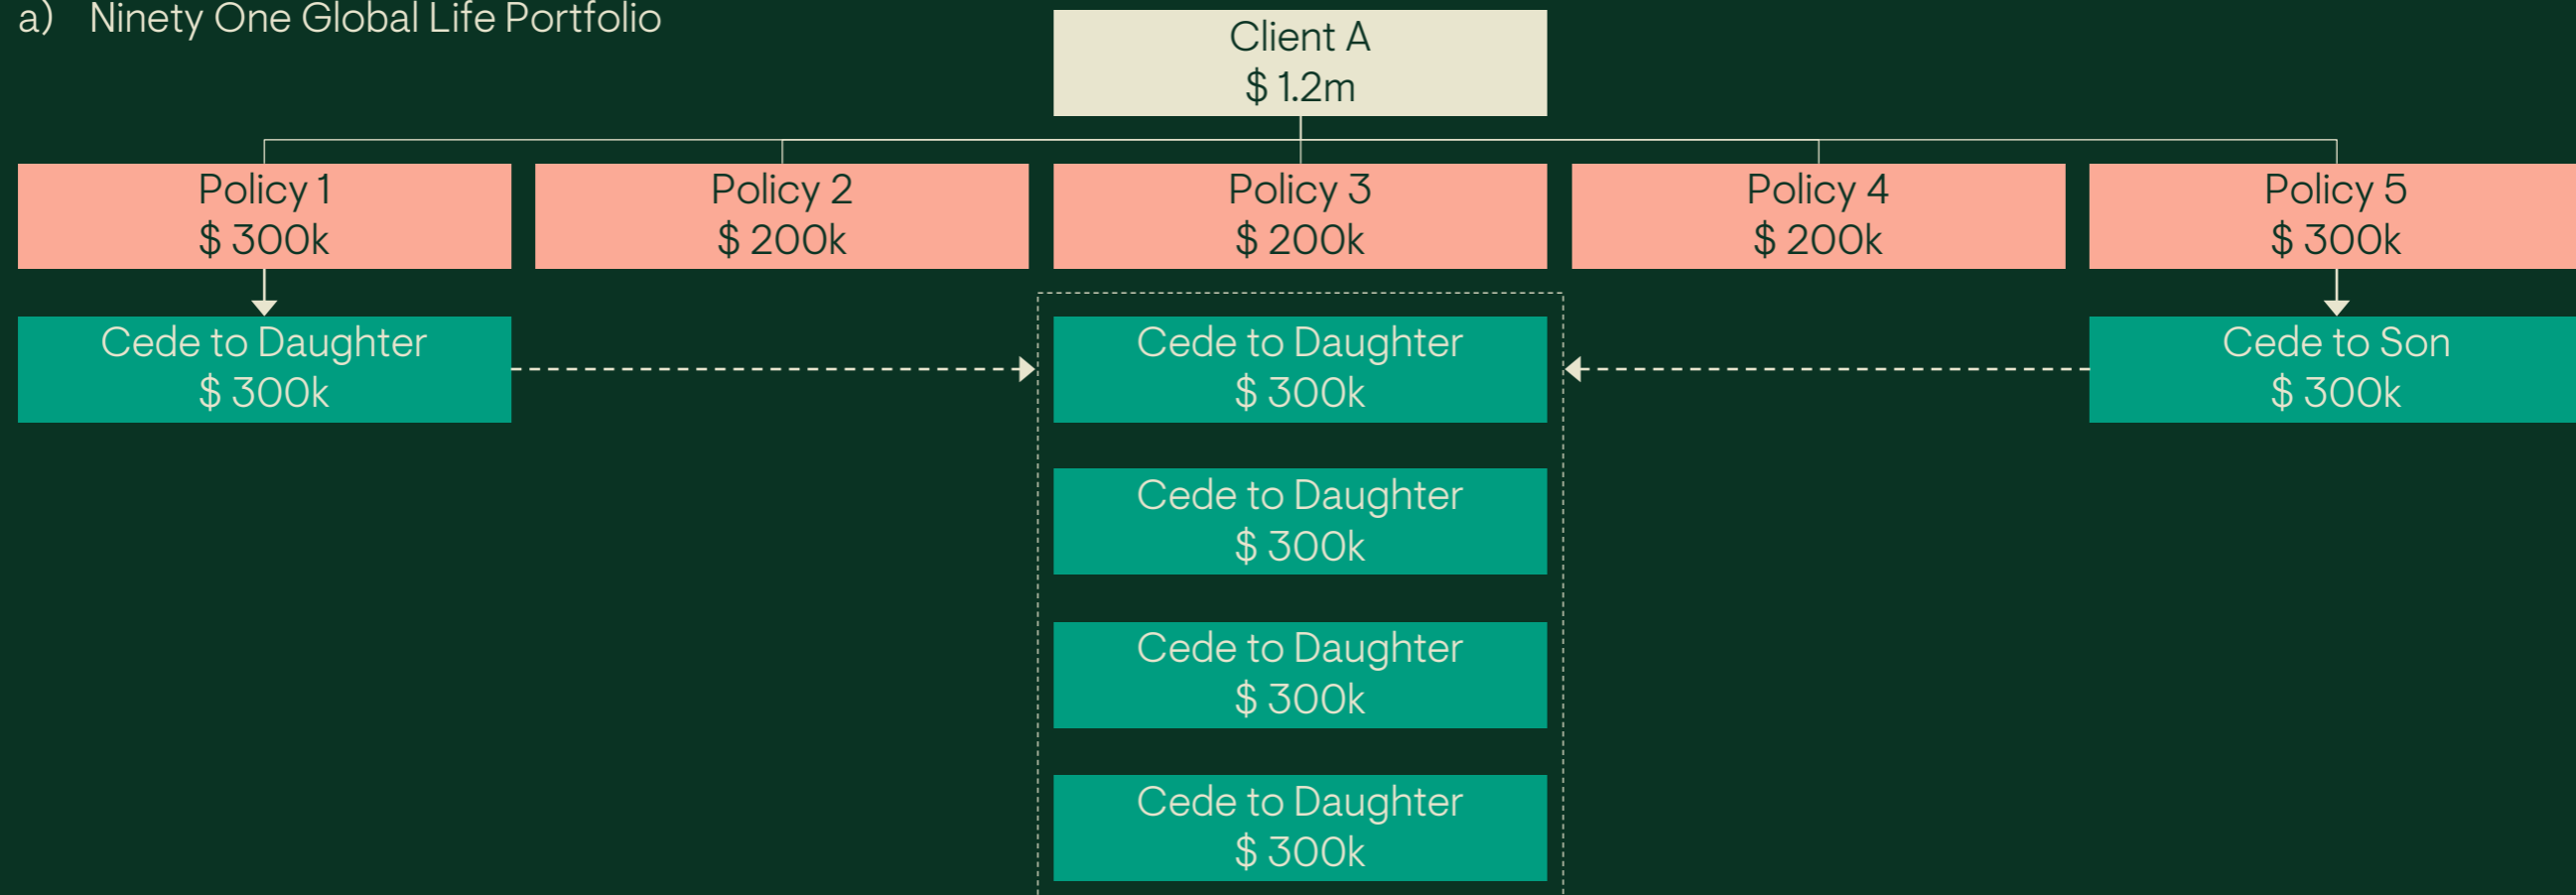 a) Ninety One Global Life Portfolio
Client A
$ 1.2m
Policy 1
$ 300k
Policy 2
$ 200k
Policy 3
$ 200k
Policy 4
$ 200k
Policy 5
$ 300k
Cede to Daughter
$ 300k
Cede to Daughter
$ 300k
Cede to Son
$ 300k
Cede to Daughter
$ 300k
Cede to Daughter
$ 300k
Cede to Daughter
$ 300k